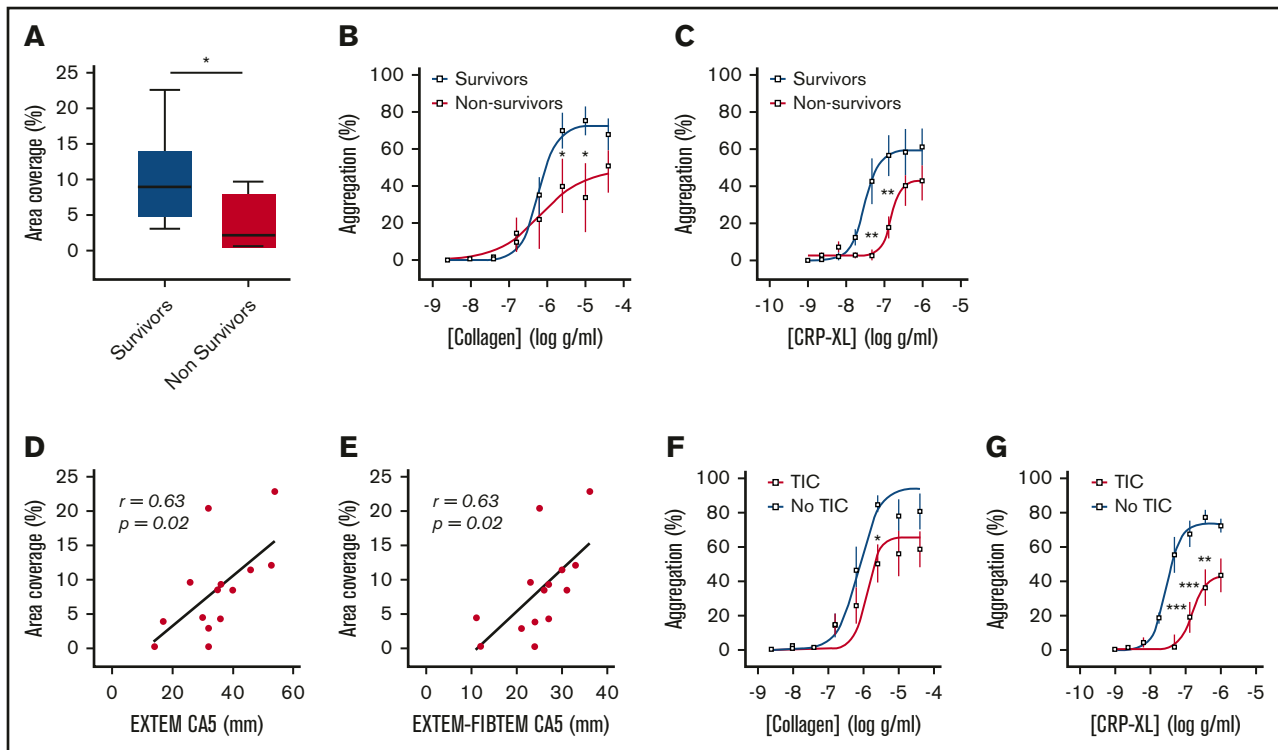 A
Area coverage (%)
25
20
15
10
5
0
*
Survivors
Non Survivors
B
Aggregation (%)
100
80
60
40
20
0
Survivors
Non-survivors
* *
-9 -8 -7 -6 -5 -4
[Collagen] (log g/ml)
C
Aggregation (%)
100
80
60
40
20
0
Survivors
Non-survivors
**
**
-10 -9 -8 -7 -6 -5
[CRP-XL] (log g/ml)
D
Area coverage (%)
25
20
15
10
5
0
r = 0.63
p = 0.02
0 20 40 60
EXTEM CA5 (mm)
E
Area coverage (%)
25
20
15
10
5
0
r = 0.63
p = 0.02
0 10 20 30 40
EXTEM-FIBTEM CA5 (mm)
F
Aggregation (%)
100
80
60
40
20
0
TIC
No TIC
*
-9 -8 -7 -6 -5 -4
[Collagen] (log g/ml)
G
Aggregation (%)
100
80
60
40
20
0
TIC
No TIC
**
***
***
-10 -9 -8 -7 -6 -5
[CRP-XL] (log g/ml)